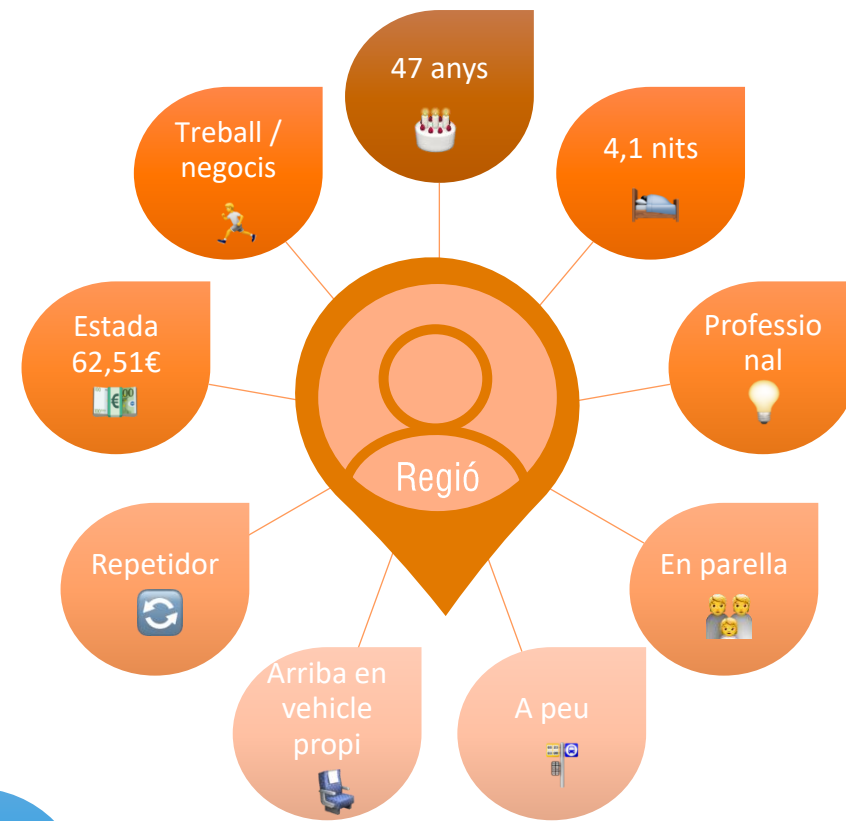 47 anys
4,1 nits
Professio
nal
En parella
A peu
Arriba en
vehicle
propi
Repetidor
Estada
62,51€
Treball /
negocis
Regió